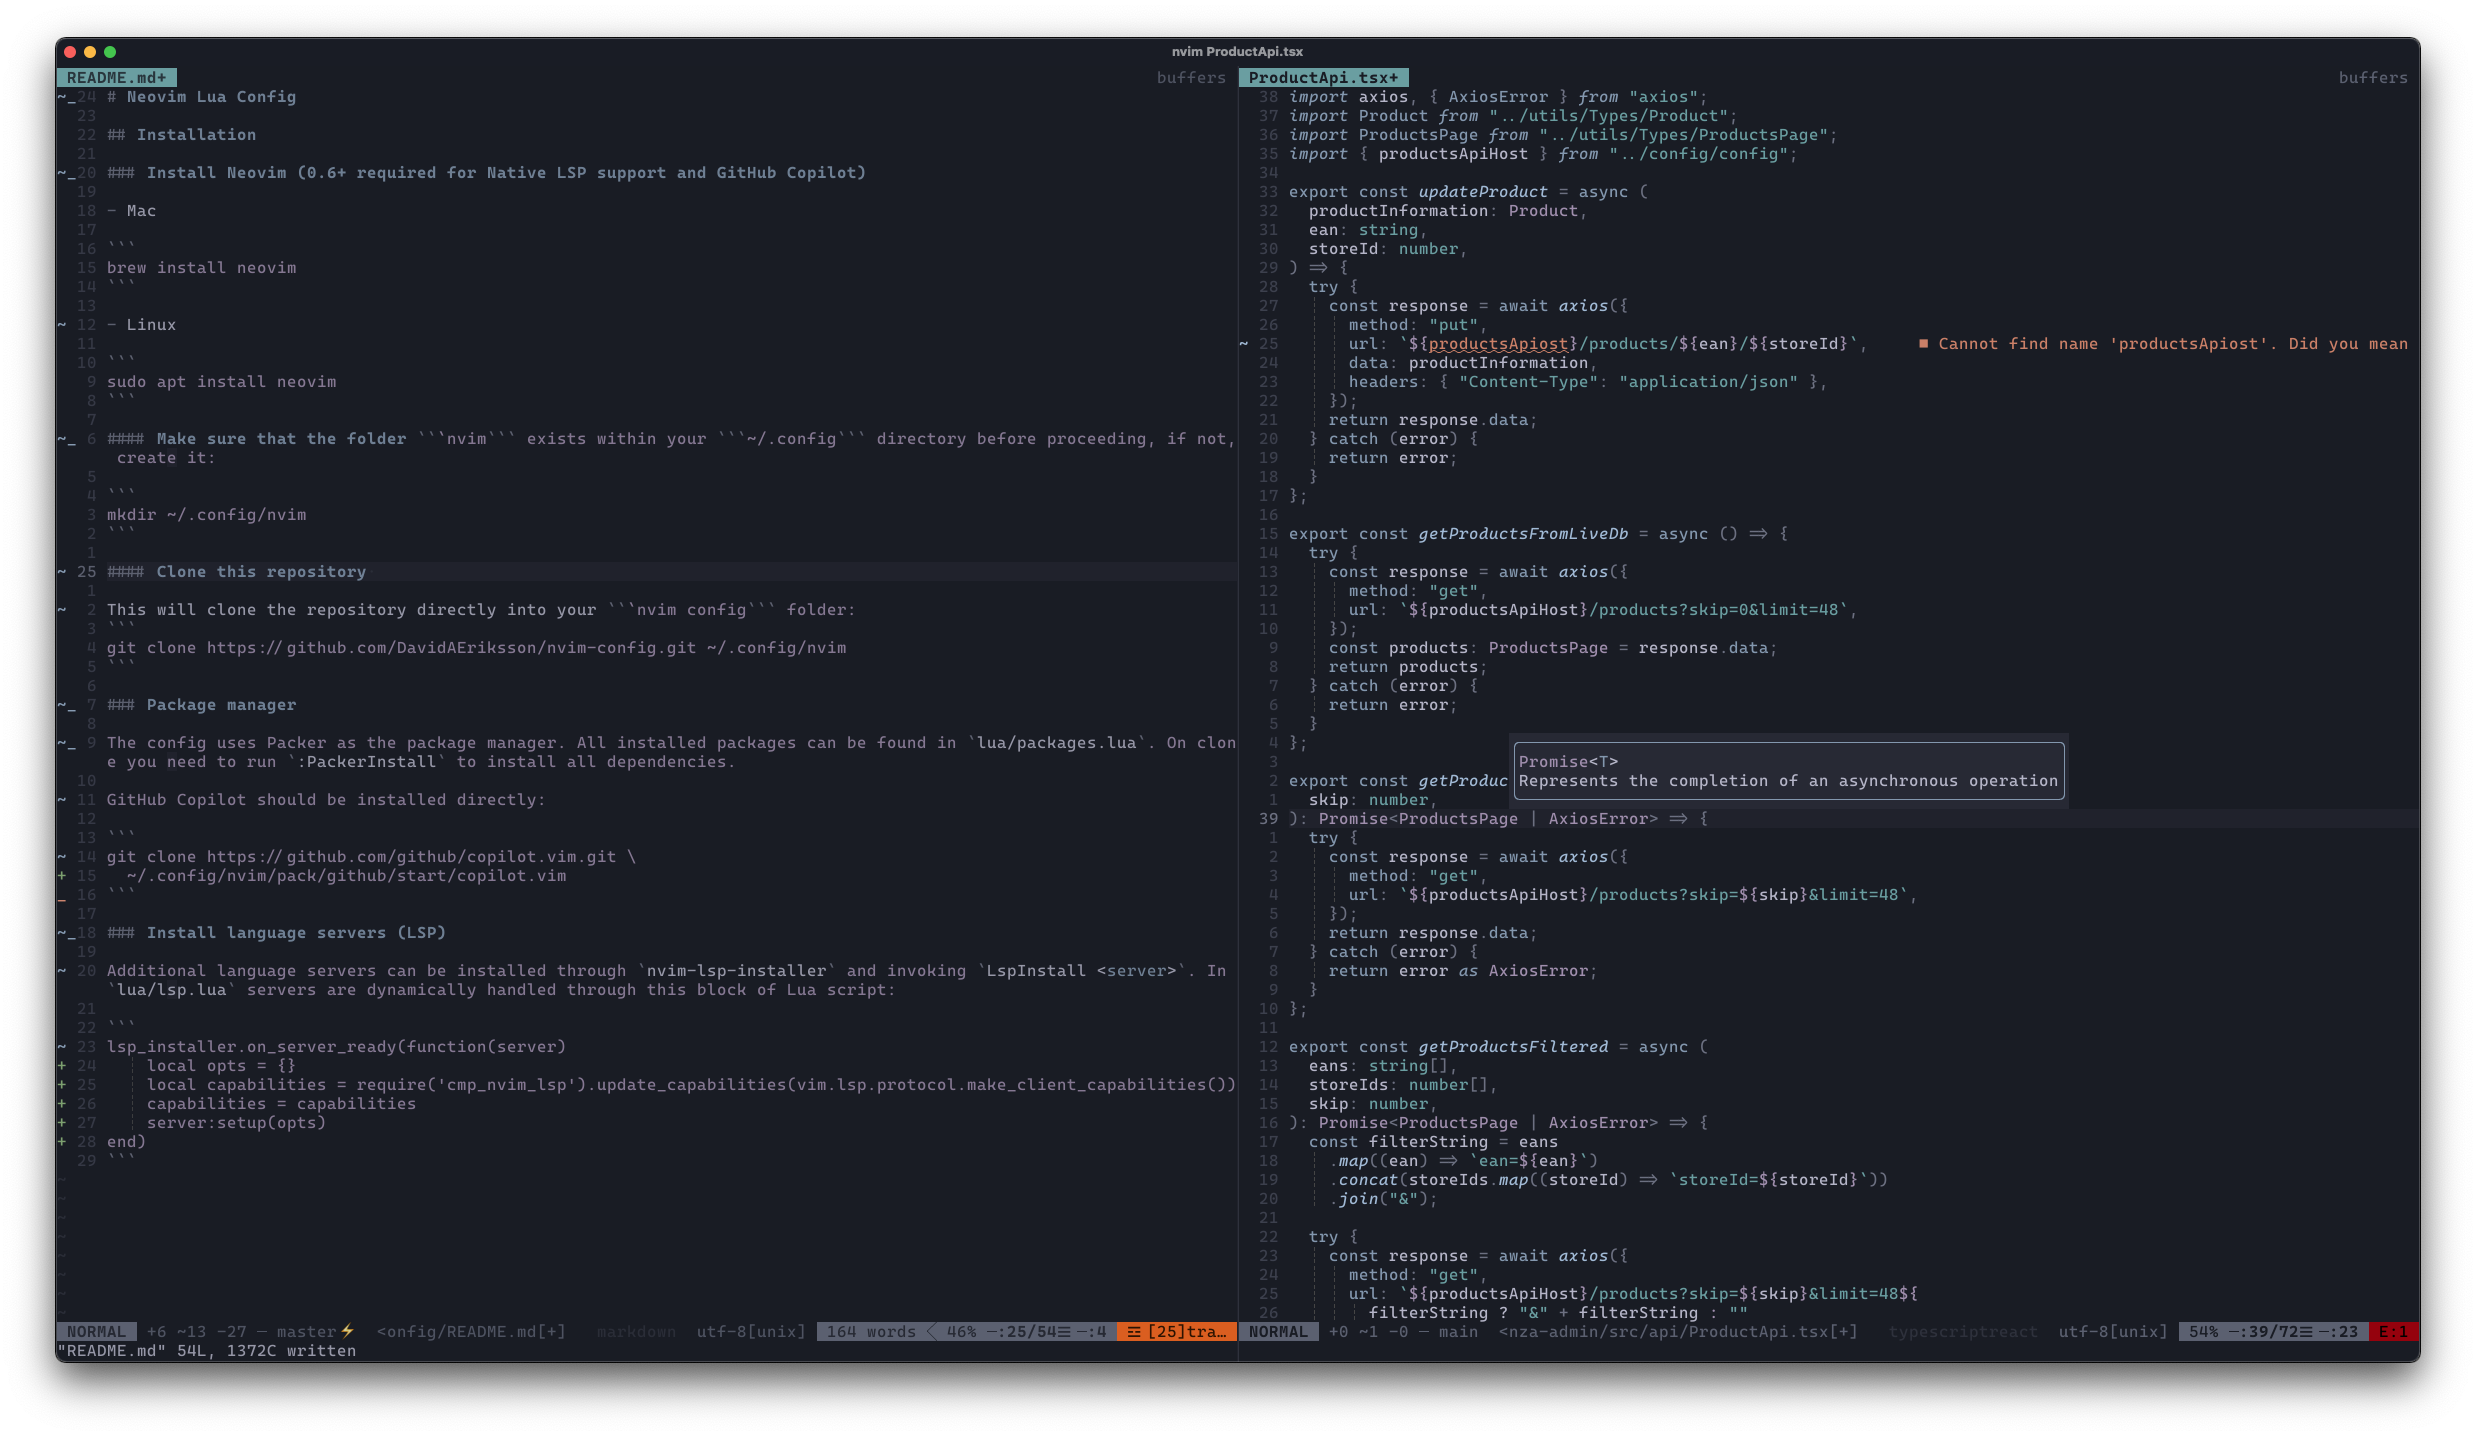 nvim ProductApi.tsx
README.md+ buffers
~_24 # Neovim Lua Config
23
22 ## Installation
21
~_20 ### Install Neovim (0.6+ required for Native LSP support and GitHub Copilot)
19
18 - Mac
17
16 ```
15 brew install neovim
14 ```
13
~ 12 - Linux
11
10 ```
9 sudo apt install neovim
8 ```
7
~_ 6 #### Make sure that the folder ```nvim``` exists within your ```~/.config``` directory before proceeding, if not,
create it:
5
4 ```
3 mkdir ~/.config/nvim
2 ```
1
~ 25 #### Clone this repository
1
~ 2 This will clone the repository directly into your ```nvim config``` folder:
3 ```
4 git clone https://github.com/DavidAEriksson/nvim-config.git ~/.config/nvim
5 ```
6
~_ 7 ### Package manager
8
~_ 9 The config uses Packer as the package manager. All installed packages can be found in `lua/packages.lua`. On clon
e you need to run `:PackerInstall` to install all dependencies.
10
~ 11 GitHub Copilot should be installed directly:
12
13 ```
~ 14 git clone https://github.com/github/copilot.vim.git \
+ 15 ~/.config/nvim/pack/github/start/copilot.vim
_ 16 ```
17
~_18 ### Install language servers (LSP)
19
~ 20 Additional language servers can be installed through `nvim-lsp-installer` and invoking `LspInstall <server>`. In
`lua/lsp.lua` servers are dynamically handled through this block of Lua script:
21
22 ```
~ 23 lsp_installer.on_server_ready(function(server)
+ 24 local opts = {}
+ 25 local capabilities = require('cmp_nvim_lsp').update_capabilities(vim.lsp.protocol.make_client_capabilities())
+ 26 capabilities = capabilities
+ 27 server:setup(opts)
+ 28 end)
29 ```
~
~
~
~
~
~
~
~
NORMAL +6 ~13 -27 – master⚡ <onfig/README.md[+] markdown utf-8[unix] 164 words 46% :25/54☰ :4 ☲ [25]tra…
"README.md" 54L, 1372C written
ProductApi.tsx+ buffers
38 import axios, { AxiosError } from "axios";
37 import Product from "../utils/Types/Product";
36 import ProductsPage from "../utils/Types/ProductsPage";
35 import { productsApiHost } from "../config/config";
34
33 export const updateProduct = async (
32 productInformation: Product,
31 ean: string,
30 storeId: number,
29 ) => {
28 try {
27 const response = await axios({
26 method: "put",
~ 25 url: `${productsApiost}/products/${ean}/${storeId}`, ■ Cannot find name 'productsApiost'. Did you mean
24 data: productInformation,
23 headers: { "Content-Type": "application/json" },
22 });
21 return response.data;
20 } catch (error) {
19 return error;
18 }
17 };
16
15 export const getProductsFromLiveDb = async () => {
14 try {
13 const response = await axios({
12 method: "get",
11 url: `${productsApiHost}/products?skip=0&limit=48`,
10 });
9 const products: ProductsPage = response.data;
8 return products;
7 } catch (error) {
6 return error;
5 }
4 };
3
Promise<T>
2 export const getProduc
Represents the completion of an asynchronous operation
1 skip: number,
39 ): Promise<ProductsPage | AxiosError> => {
1 try {
2 const response = await axios({
3 method: "get",
4 url: `${productsApiHost}/products?skip=${skip}&limit=48`,
5 });
6 return response.data;
7 } catch (error) {
8 return error as AxiosError;
9 }
10 };
11
12 export const getProductsFiltered = async (
13 eans: string[],
14 storeIds: number[],
15 skip: number,
16 ): Promise<ProductsPage | AxiosError> => {
17 const filterString = eans
18 .map((ean) => `ean=${ean}`)
19 .concat(storeIds.map((storeId) => `storeId=${storeId}`))
20 .join("&");
21
22 try {
23 const response = await axios({
24 method: "get",
25 url: `${productsApiHost}/products?skip=${skip}&limit=48${
26 filterString ? "&" + filterString : ""
NORMAL +0 ~1 -0 – main <nza-admin/src/api/ProductApi.tsx[+] typescriptreact utf-8[unix] 54% :39/72☰ :23 E:1